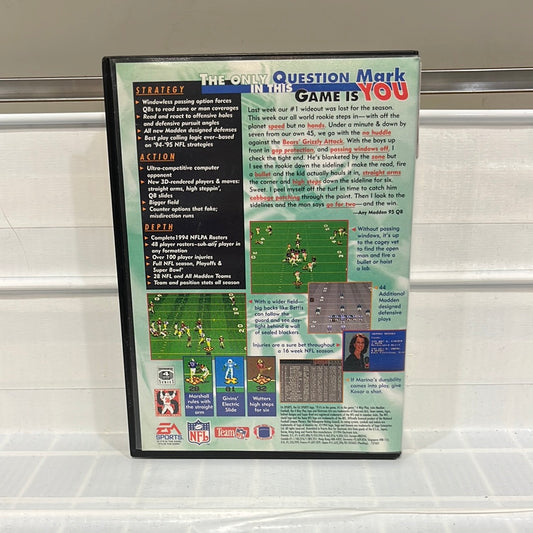 THE ONLY QUESTION MARK
IN THIS
GAME IS YOU
STRATEGY
Windowless passing option forces
QBs to read zone or man coverages
Read and react to offensive holes
and defensive pursuit angles
All new Madden designed defenses
Best play calling logic ever—based
on '94-'95 NFL strategies
ACTION
Ultra-competitive computer
opponent
New 3D-rendered players & moves:
straight arms, high steppin',
QB slides
Bigger field
Counter options that fake;
misdirection runs
DEPTH
Complete 1994 NFLPA Rosters
48 player rosters-sub any player in
any formation
Over 100 player injuries
Full NFL season, Playoffs &
Super Bowl
28 NFL and All Madden Teams
Team and position stats all season
Last week our #1 wideout was lost for the season.
This week our all world rookie steps in—with off the
planet speed but no hands. Under a minute & down by
seven from our own 45, we go with the no huddle
against the Bears' Grizzly Attack. With the bays up
front in gap protection, and passing windows off, I
check the tight end. He's blanketed by the zone but
I see the rookie down the sideline. I make the read, fire
a bullet and the kid actually hauls it in, straight arms
the corner and high steps down the sideline for six.
Sweet. I peel myself off the turf in time to catch him
cabbage patching through the paint. Then I look to the
sidelines and the man says go for two—and the win.
—Any Madden 95 QB
Without passing
windows, it's up
to the cagey vet
to find the open
man and fire a
bullet or hoist
a lob.
With a wider field—
big backs like Bettis
can follow the
guard and see day-
light behind a wall
of sealed blockers.
44
Additional
Madden
designed
defensive
plays
Injuries are a sure bet throughout
a 16 week NFL season.
If Marino's durability
comes into play, give
Kosar a shot.
28
81
32
Marshall
rules with
the straight
arm
Givins'
Electric
Slide
Watters
high steps
for six
EA
SPORTS
NFL
Team NFL